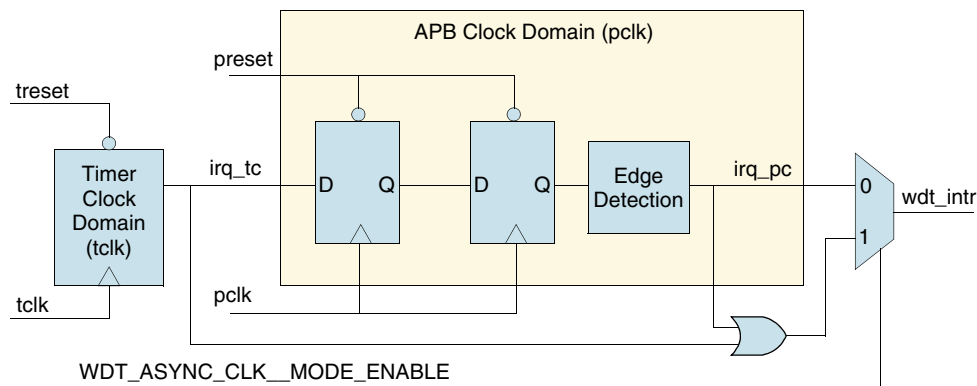 APB Clock Domain (pclk)
preset
treset
Timer
Clock
Domain
(tclk)
irq_tc
D Q
D Q
Edge
Detection
irq_pc
0
1
wdt_intr
tclk
pclk
WDT_ASYNC_CLK__MODE_ENABLE